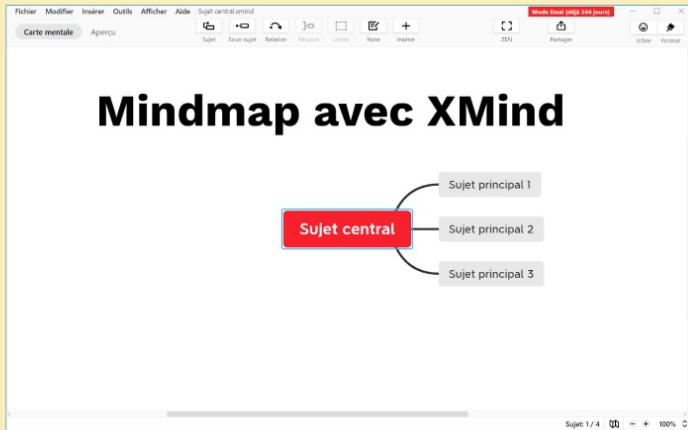 Fichier Modifier Insérer Outils Afficher Aide Sujet central.xmind Mode Essai (déjà 244 jours)
Carte mentale Aperçu
Sujet Sous-sujet Relation Résumé Limite Note Insérer ZEN Partager Icône Format
Mindmap avec XMind
Sujet principal 1
Sujet central Sujet principal 2
Sujet principal 3
Sujet: 1 / 4 100%